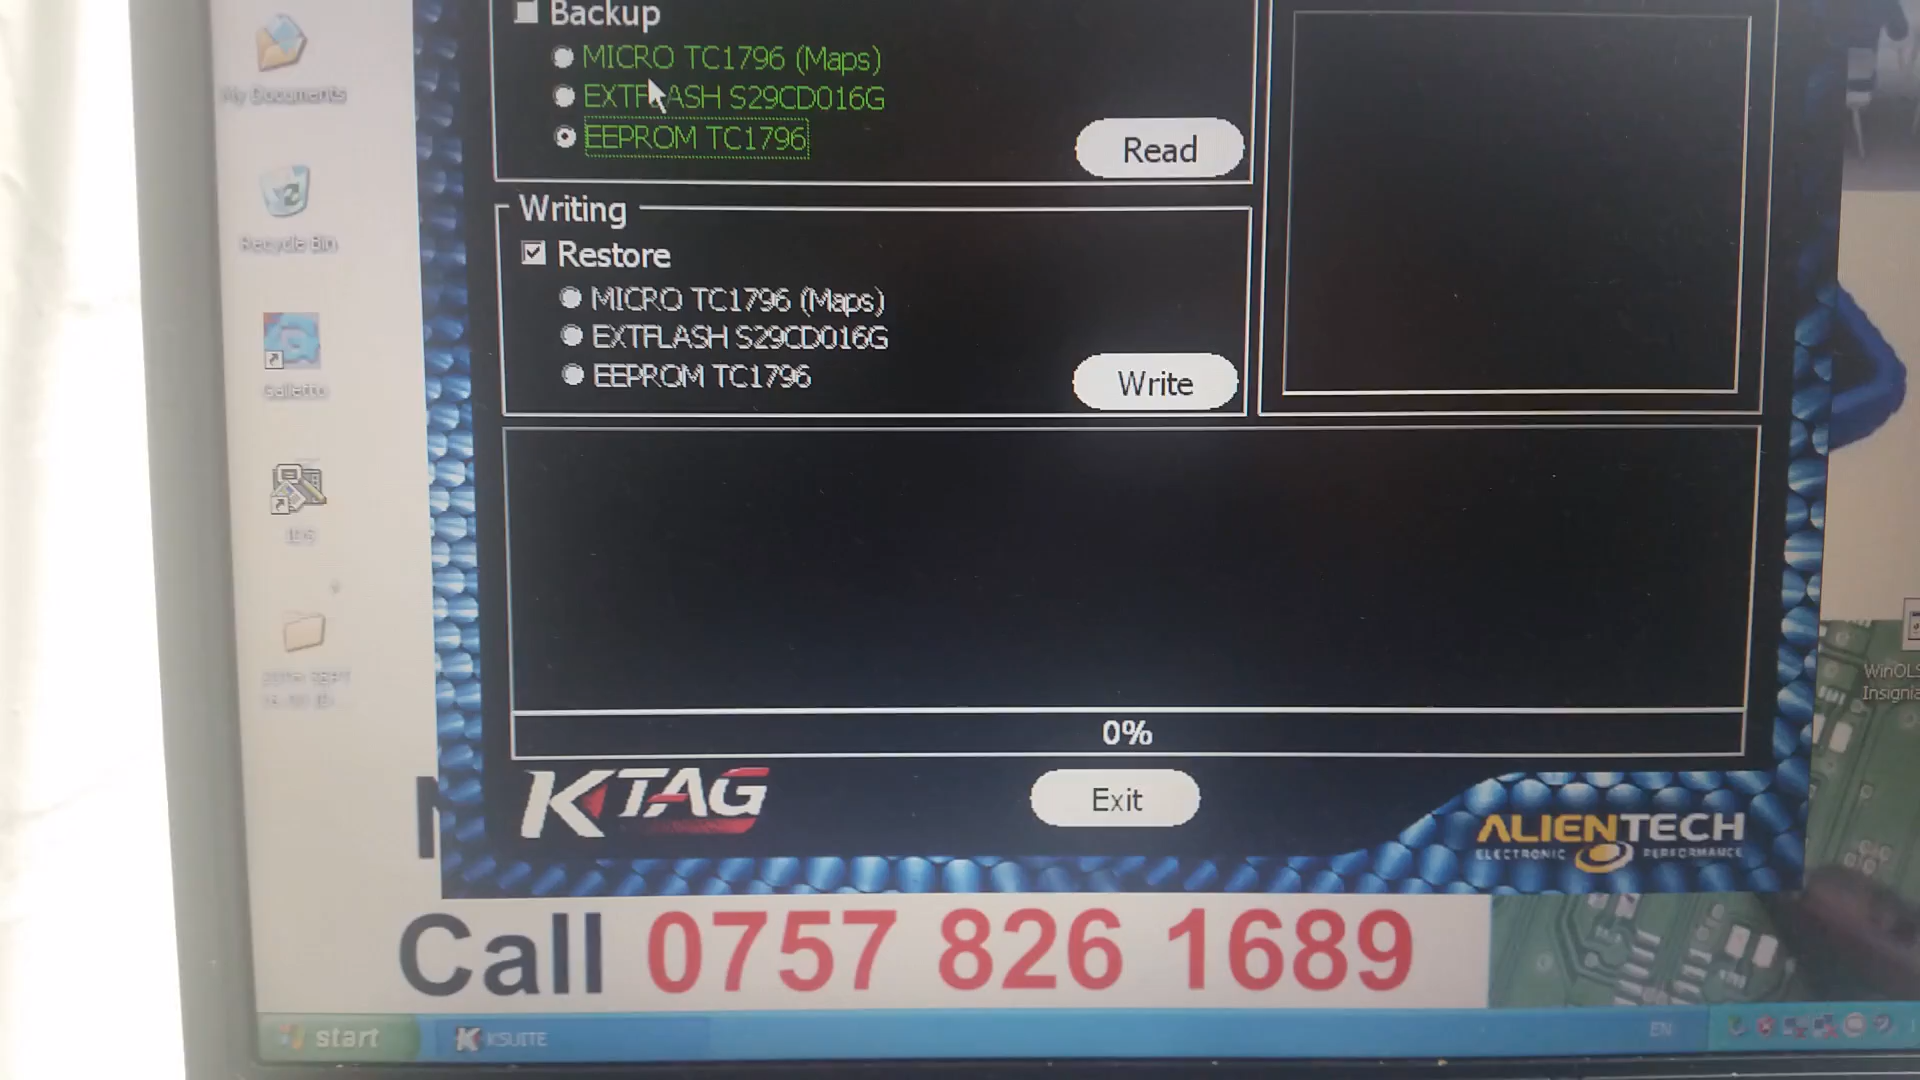 Backup
MICRO TC1796 (Maps)
EXTFLASH S29CD016G
EEPROM TC1796
Read
Writing
Restore
MICRO TC1796 (Maps)
EXTFLASH S29CD016G
EEPROM TC1796
Write
0%
KTAG
Exit
ALIENTECH
ELECTRONIC PERFORMANCE
My Documents
Recycle Bin
Galletto
IDS
WinOLS
Insignia
Call 0757 826 1689
start
KSUITE
EN